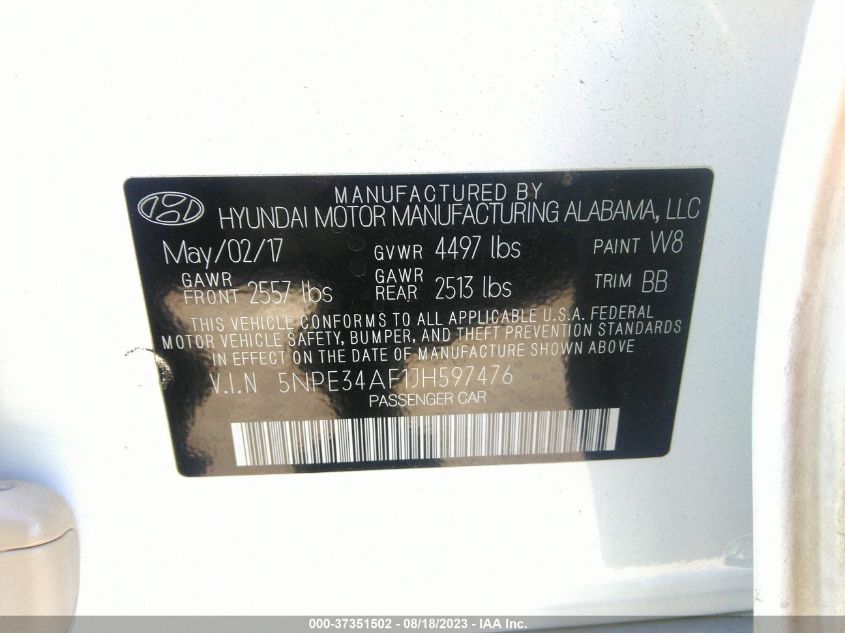 MANUFACTURED BY
HYUNDAI MOTOR MANUFACTURING ALABAMA, LLC
May/02/17 GVWR 4497 lbs PAINT W8
GAWR FRONT 2557 lbs GAWR REAR 2513 lbs TRIM BB
THIS VEHICLE CONFORMS TO ALL APPLICABLE U.S.A. FEDERAL
MOTOR VEHICLE SAFETY, BUMPER, AND THEFT PREVENTION STANDARDS
IN EFFECT ON THE DATE OF MANUFACTURE SHOWN ABOVE.
V.I.N 5NPE34AF1JH597476
PASSENGER CAR
000-37351502 - 08/18/2023 - IAA Inc.